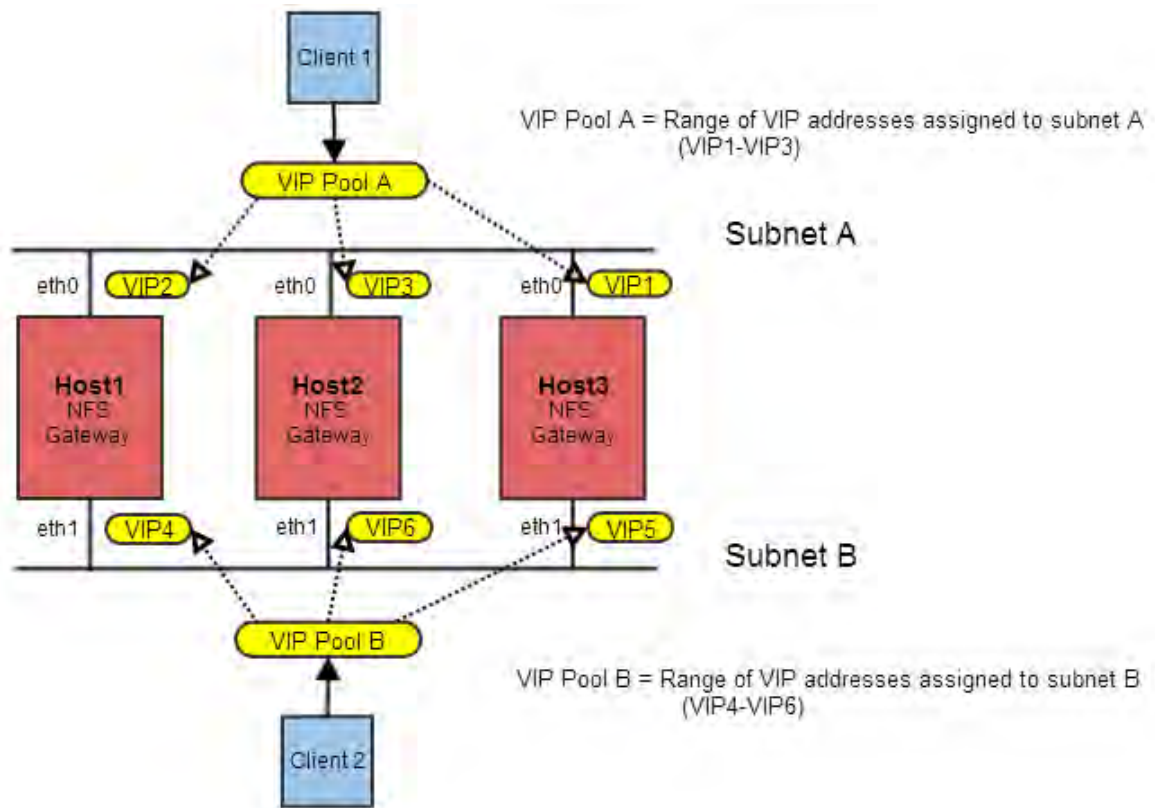 Client 1
VIP Pool A = Range of VIP addresses assigned to subnet A
(VIP1-VIP3)
VIP Pool A
Subnet A
eth0
VIP2
eth0
VIP3
eth0
VIP1
Host1
NFS
Gateway
Host2
NFS
Gateway
Host3
NFS
Gateway
eth1
VIP4
eth1
VIP6
eth1
VIP5
Subnet B
VIP Pool B
VIP Pool B = Range of VIP addresses assigned to subnet B
(VIP4-VIP6)
Client 2